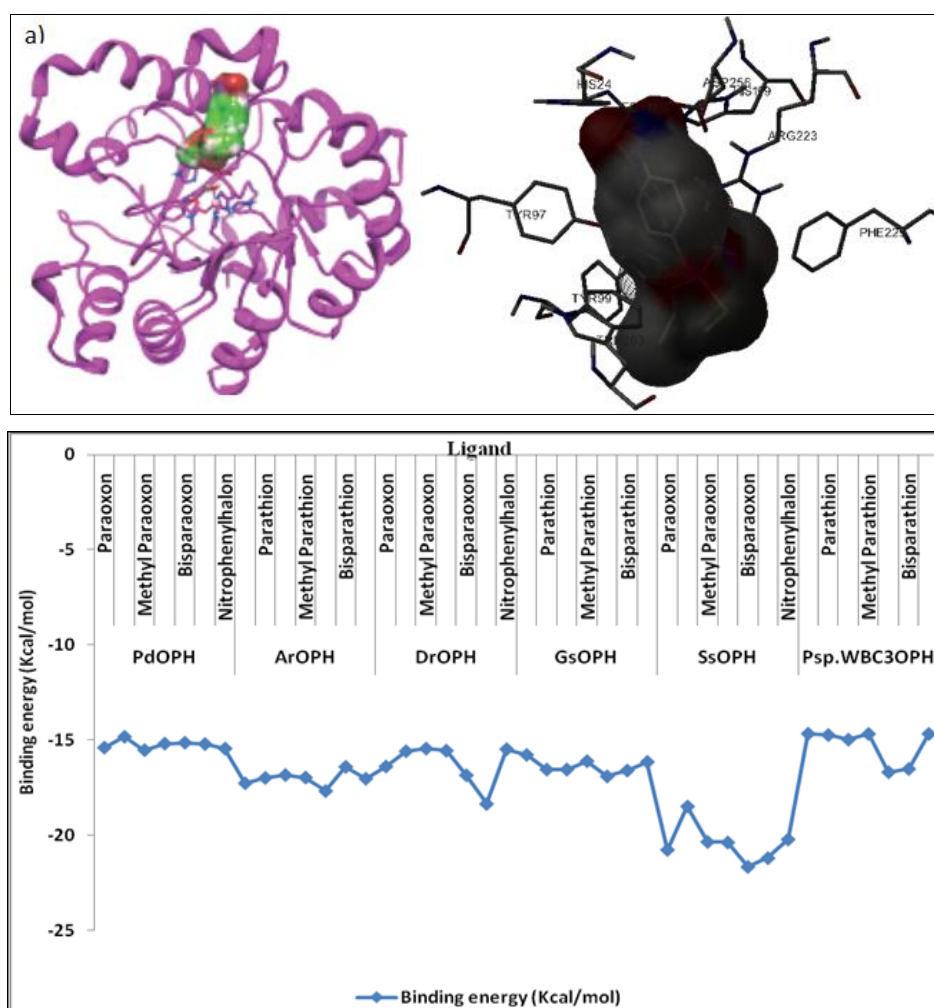 a)
HIS24
ASP256
HIS199
ARG223
TYR97
PHE229
TYR99
Ligand
0
-5
-10
-15
-20
-25
Binding energy (Kcal/mol)
Paraoxon
Methyl Paraoxon
Bisparaoxon
Nitrophenylhalon
Parathion
Methyl Parathion
Bisparathion
Paraoxon
Methyl Paraoxon
Bisparaoxon
Nitrophenylhalon
Parathion
Methyl Parathion
Bisparathion
Paraoxon
Methyl Paraoxon
Bisparaoxon
Nitrophenylhalon
Parathion
Methyl Parathion
Bisparathion
PdOPH ArOPH DrOPH GsOPH SsOPH Psp.WBC3OPH
Binding energy (Kcal/mol)